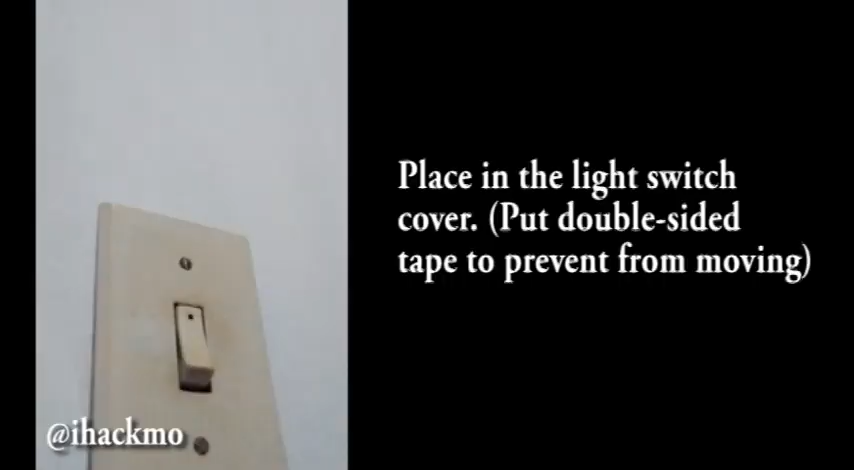 Place in the light switch
cover. (Put double-sided
tape to prevent from moving)
@ihackmo